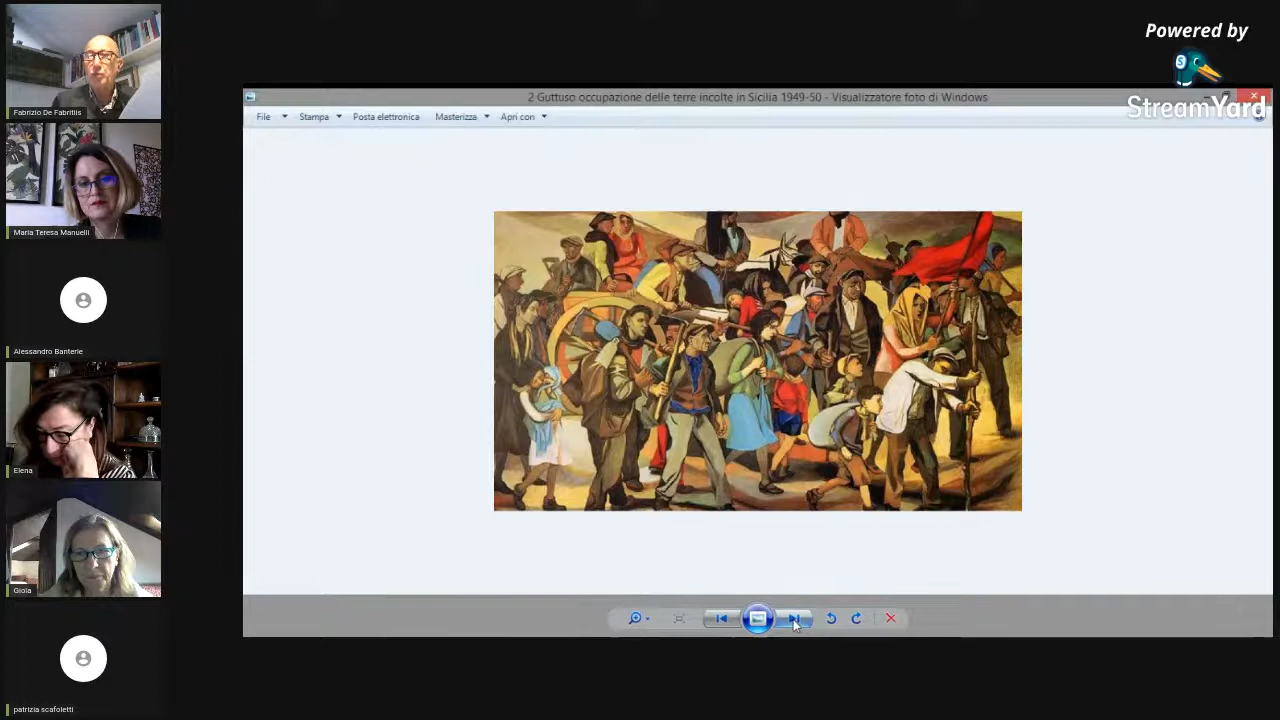 Powered by
StreamYard
Fabrizio De Fabritiis
Maria Teresa Manuelli
Alessandro Banterle
Elena
Gioia
patrizia scafoletti
2 Guttuso occupazione delle terre incolte in Sicilia 1949-50 - Visualizzatore foto di Windows
File Stampa Posta elettronica Masterizza Apri con